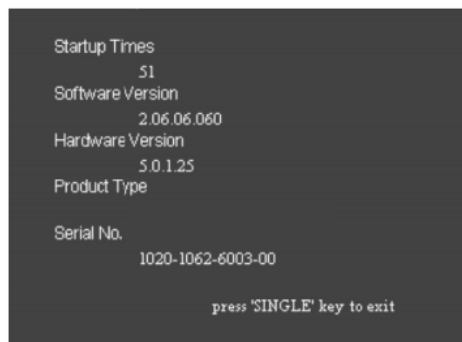 Startup Times
51
Software Version
2.06.06.060
Hardware Version
5.0.1.25
Product Type
Serial No.
1020-1062-6003-00
press 'SINGLE' key to exit